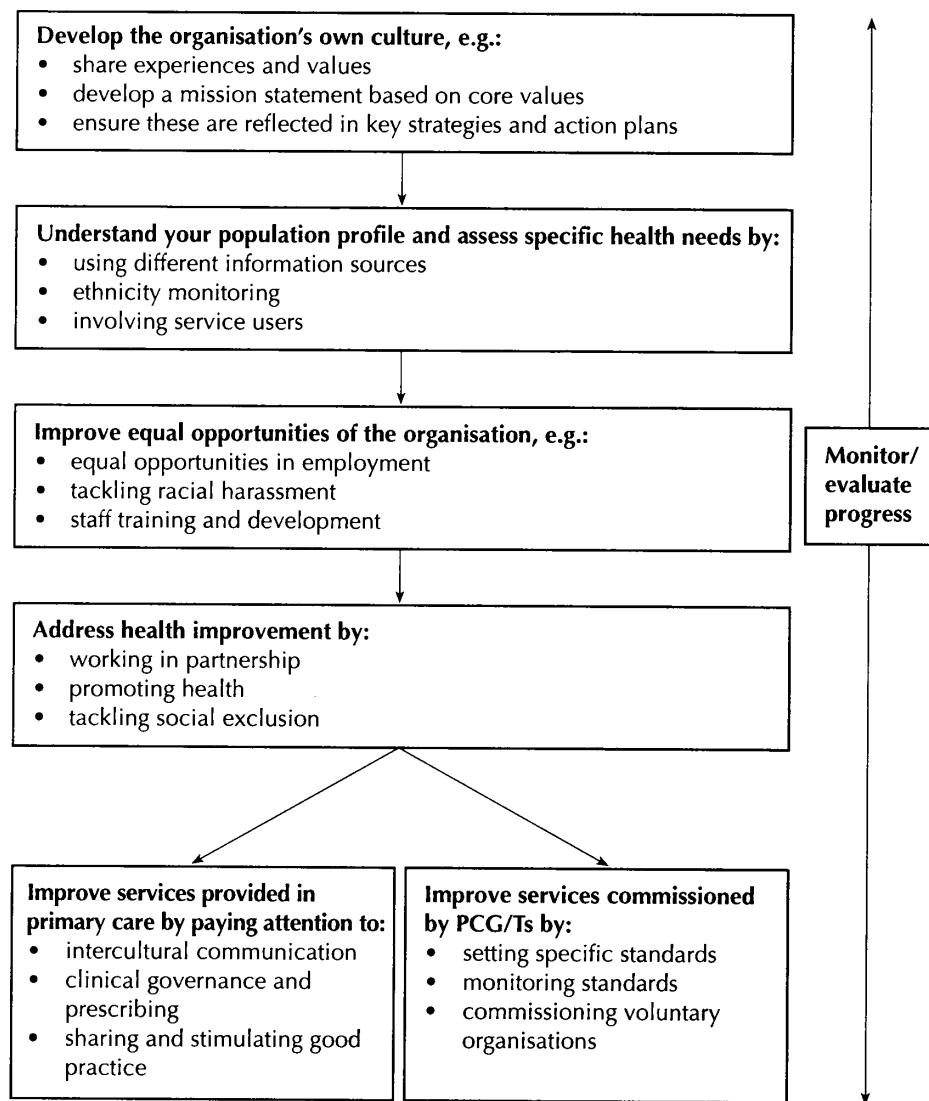 Develop the organisation's own culture, e.g.:
• share experiences and values
• develop a mission statement based on core values
• ensure these are reflected in key strategies and action plans
Understand your population profile and assess specific health needs by:
• using different information sources
• ethnicity monitoring
• involving service users
Improve equal opportunities of the organisation, e.g.:
• equal opportunities in employment
• tackling racial harassment
• staff training and development
Monitor/
evaluate
progress
Address health improvement by:
• working in partnership
• promoting health
• tackling social exclusion
Improve services provided in
primary care by paying attention to:
• intercultural communication
• clinical governance and
prescribing
• sharing and stimulating good
practice
Improve services commissioned
by PCG/Ts by:
• setting specific standards
• monitoring standards
• commissioning voluntary
organisations